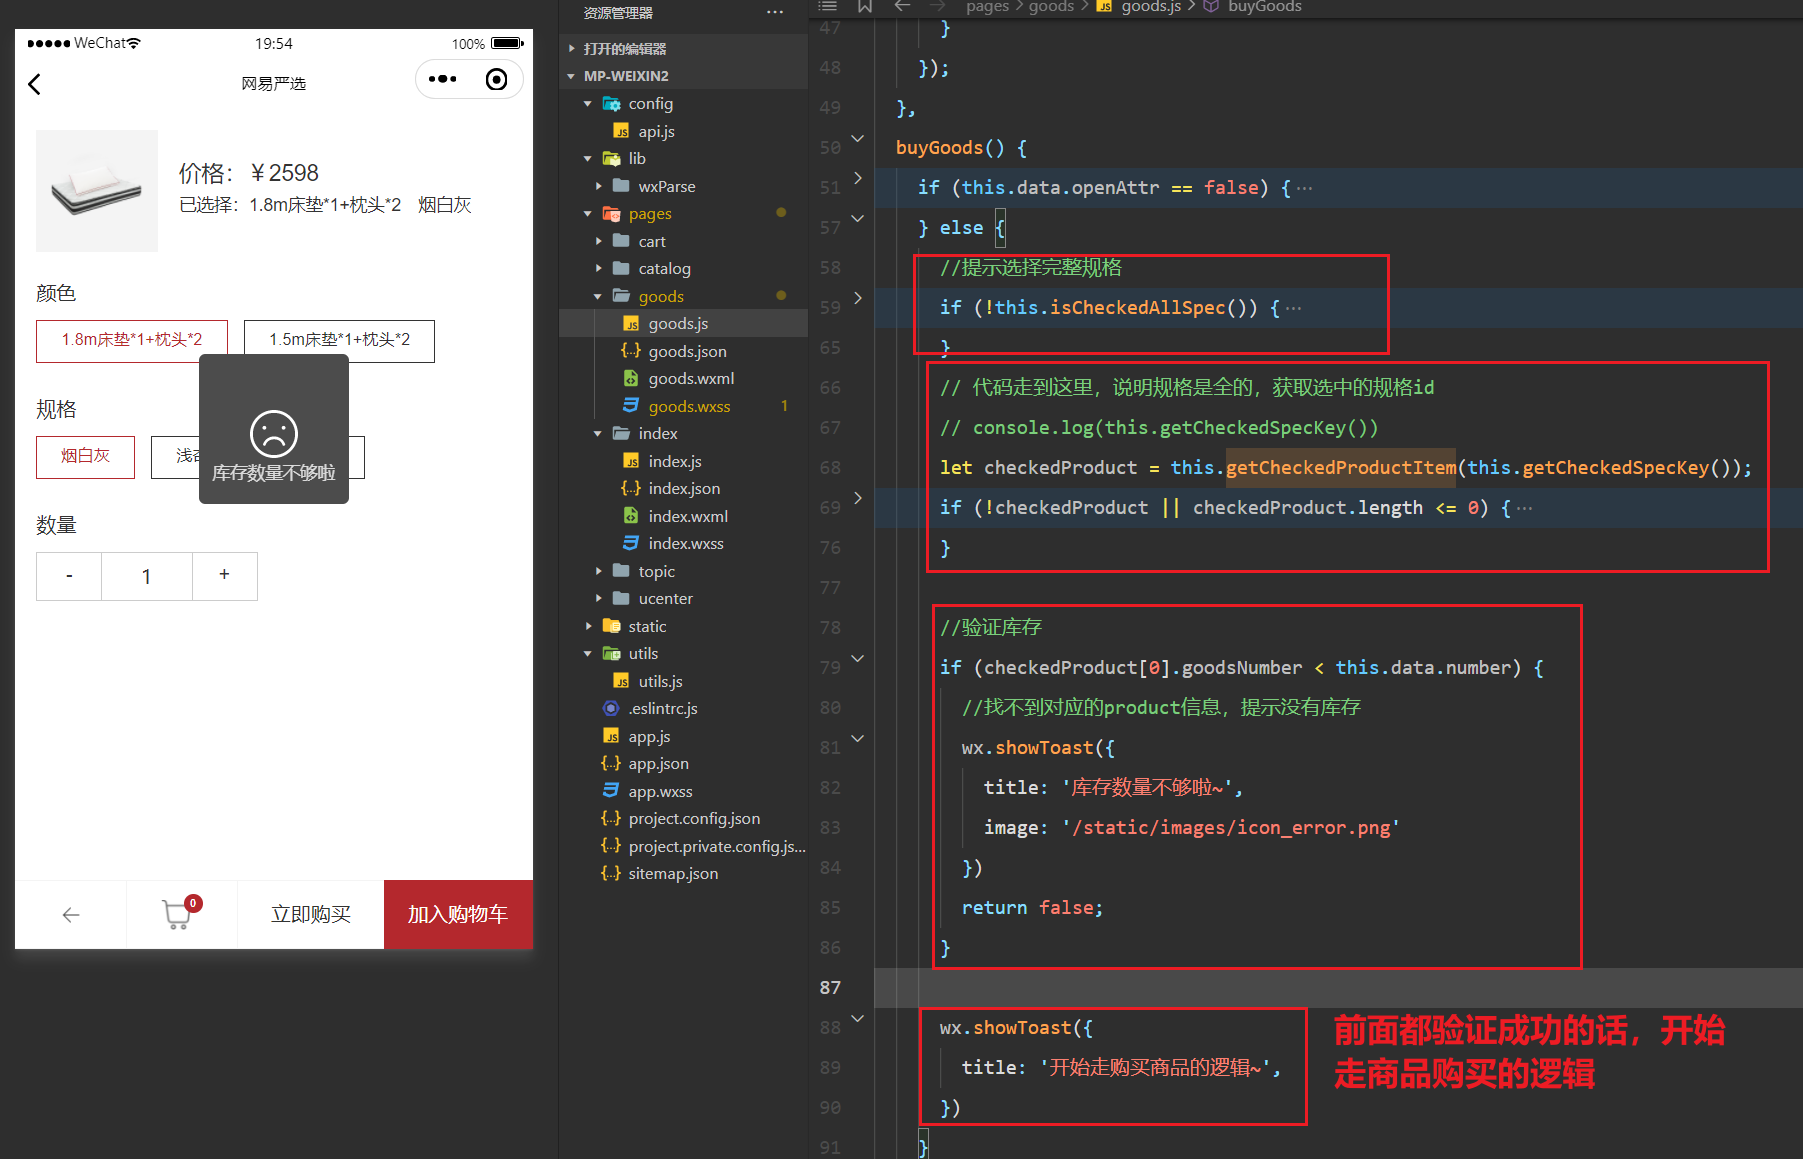 WeChat
19:54
100%
网易严选
价格：￥2598
已选择：1.8m床垫*1+枕头*2 烟白灰
颜色
1.8m床垫*1+枕头*2
1.5m床垫*1+枕头*2
规格
烟白灰
浅
库存数量不够啦
数量
- 1 +
0
立即购买
加入购物车
资源管理器
打开的编辑器
MP-WEIXIN2
config
api.js
lib
wxParse
pages
cart
catalog
goods
goods.js
goods.json
goods.wxml
goods.wxss 1
index
index.js
index.json
index.wxml
index.wxss
topic
ucenter
static
utils
utils.js
.eslintrc.js
app.js
app.json
app.wxss
project.config.json
project.private.config.js...
sitemap.json
pages > goods > JS goods.js > buyGoods
47 }
48 });
49 },
50 buyGoods() {
51 if (this.data.openAttr == false) {···
57 } else {
58 //提示选择完整规格
59 if (!this.isCheckedAllSpec()) {···
65 }
66 // 代码走到这里，说明规格是全的，获取选中的规格id
67 // console.log(this.getCheckedSpecKey())
68 let checkedProduct = this.getCheckedProductItem(this.getCheckedSpecKey());
69 if (!checkedProduct || checkedProduct.length <= 0) {···
76 }
77
78 //验证库存
79 if (checkedProduct[0].goodsNumber < this.data.number) {
80 //找不到对应的product信息，提示没有库存
81 wx.showToast({
82 title: '库存数量不够啦~',
83 image: '/static/images/icon_error.png'
84 })
85 return false;
86 }
87
88 wx.showToast({
89 title: '开始走购买商品的逻辑~',
90 })
91 }
前面都验证成功的话，开始
走商品购买的逻辑